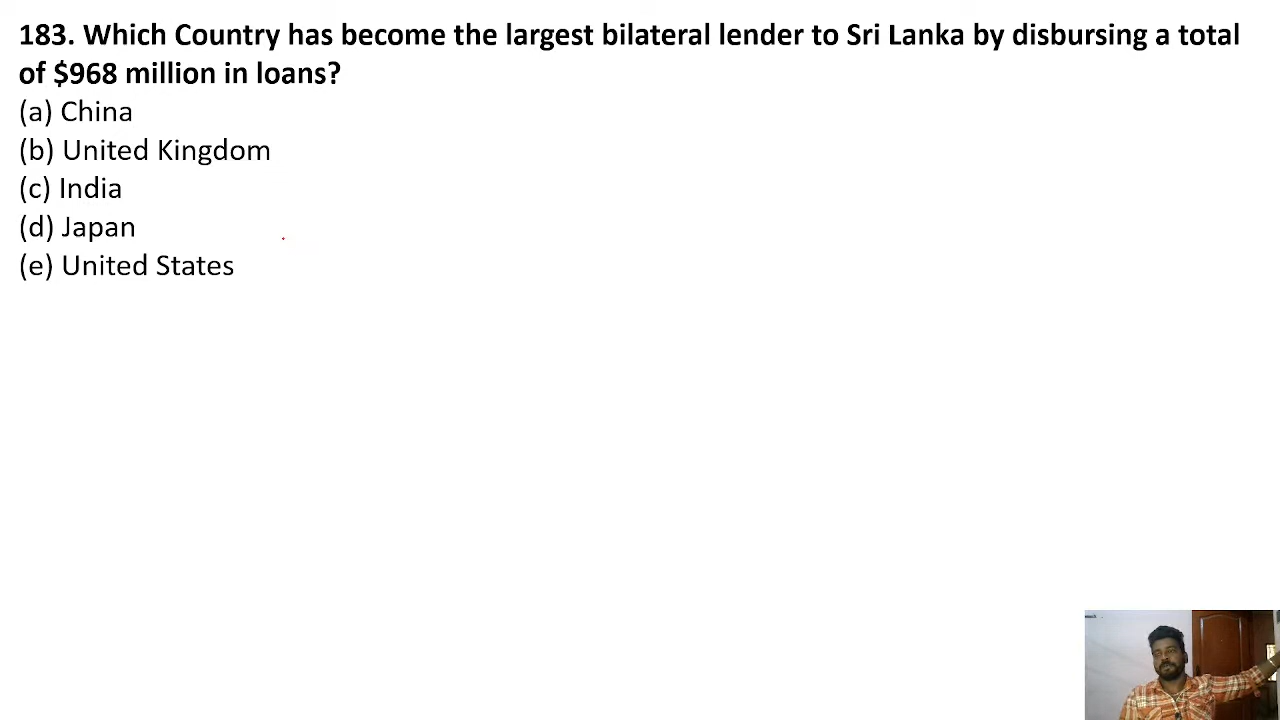 183. Which Country has become the largest bilateral lender to Sri Lanka by disbursing a total
of $968 million in loans?
(a) China
(b) United Kingdom
(c) India
(d) Japan
(e) United States